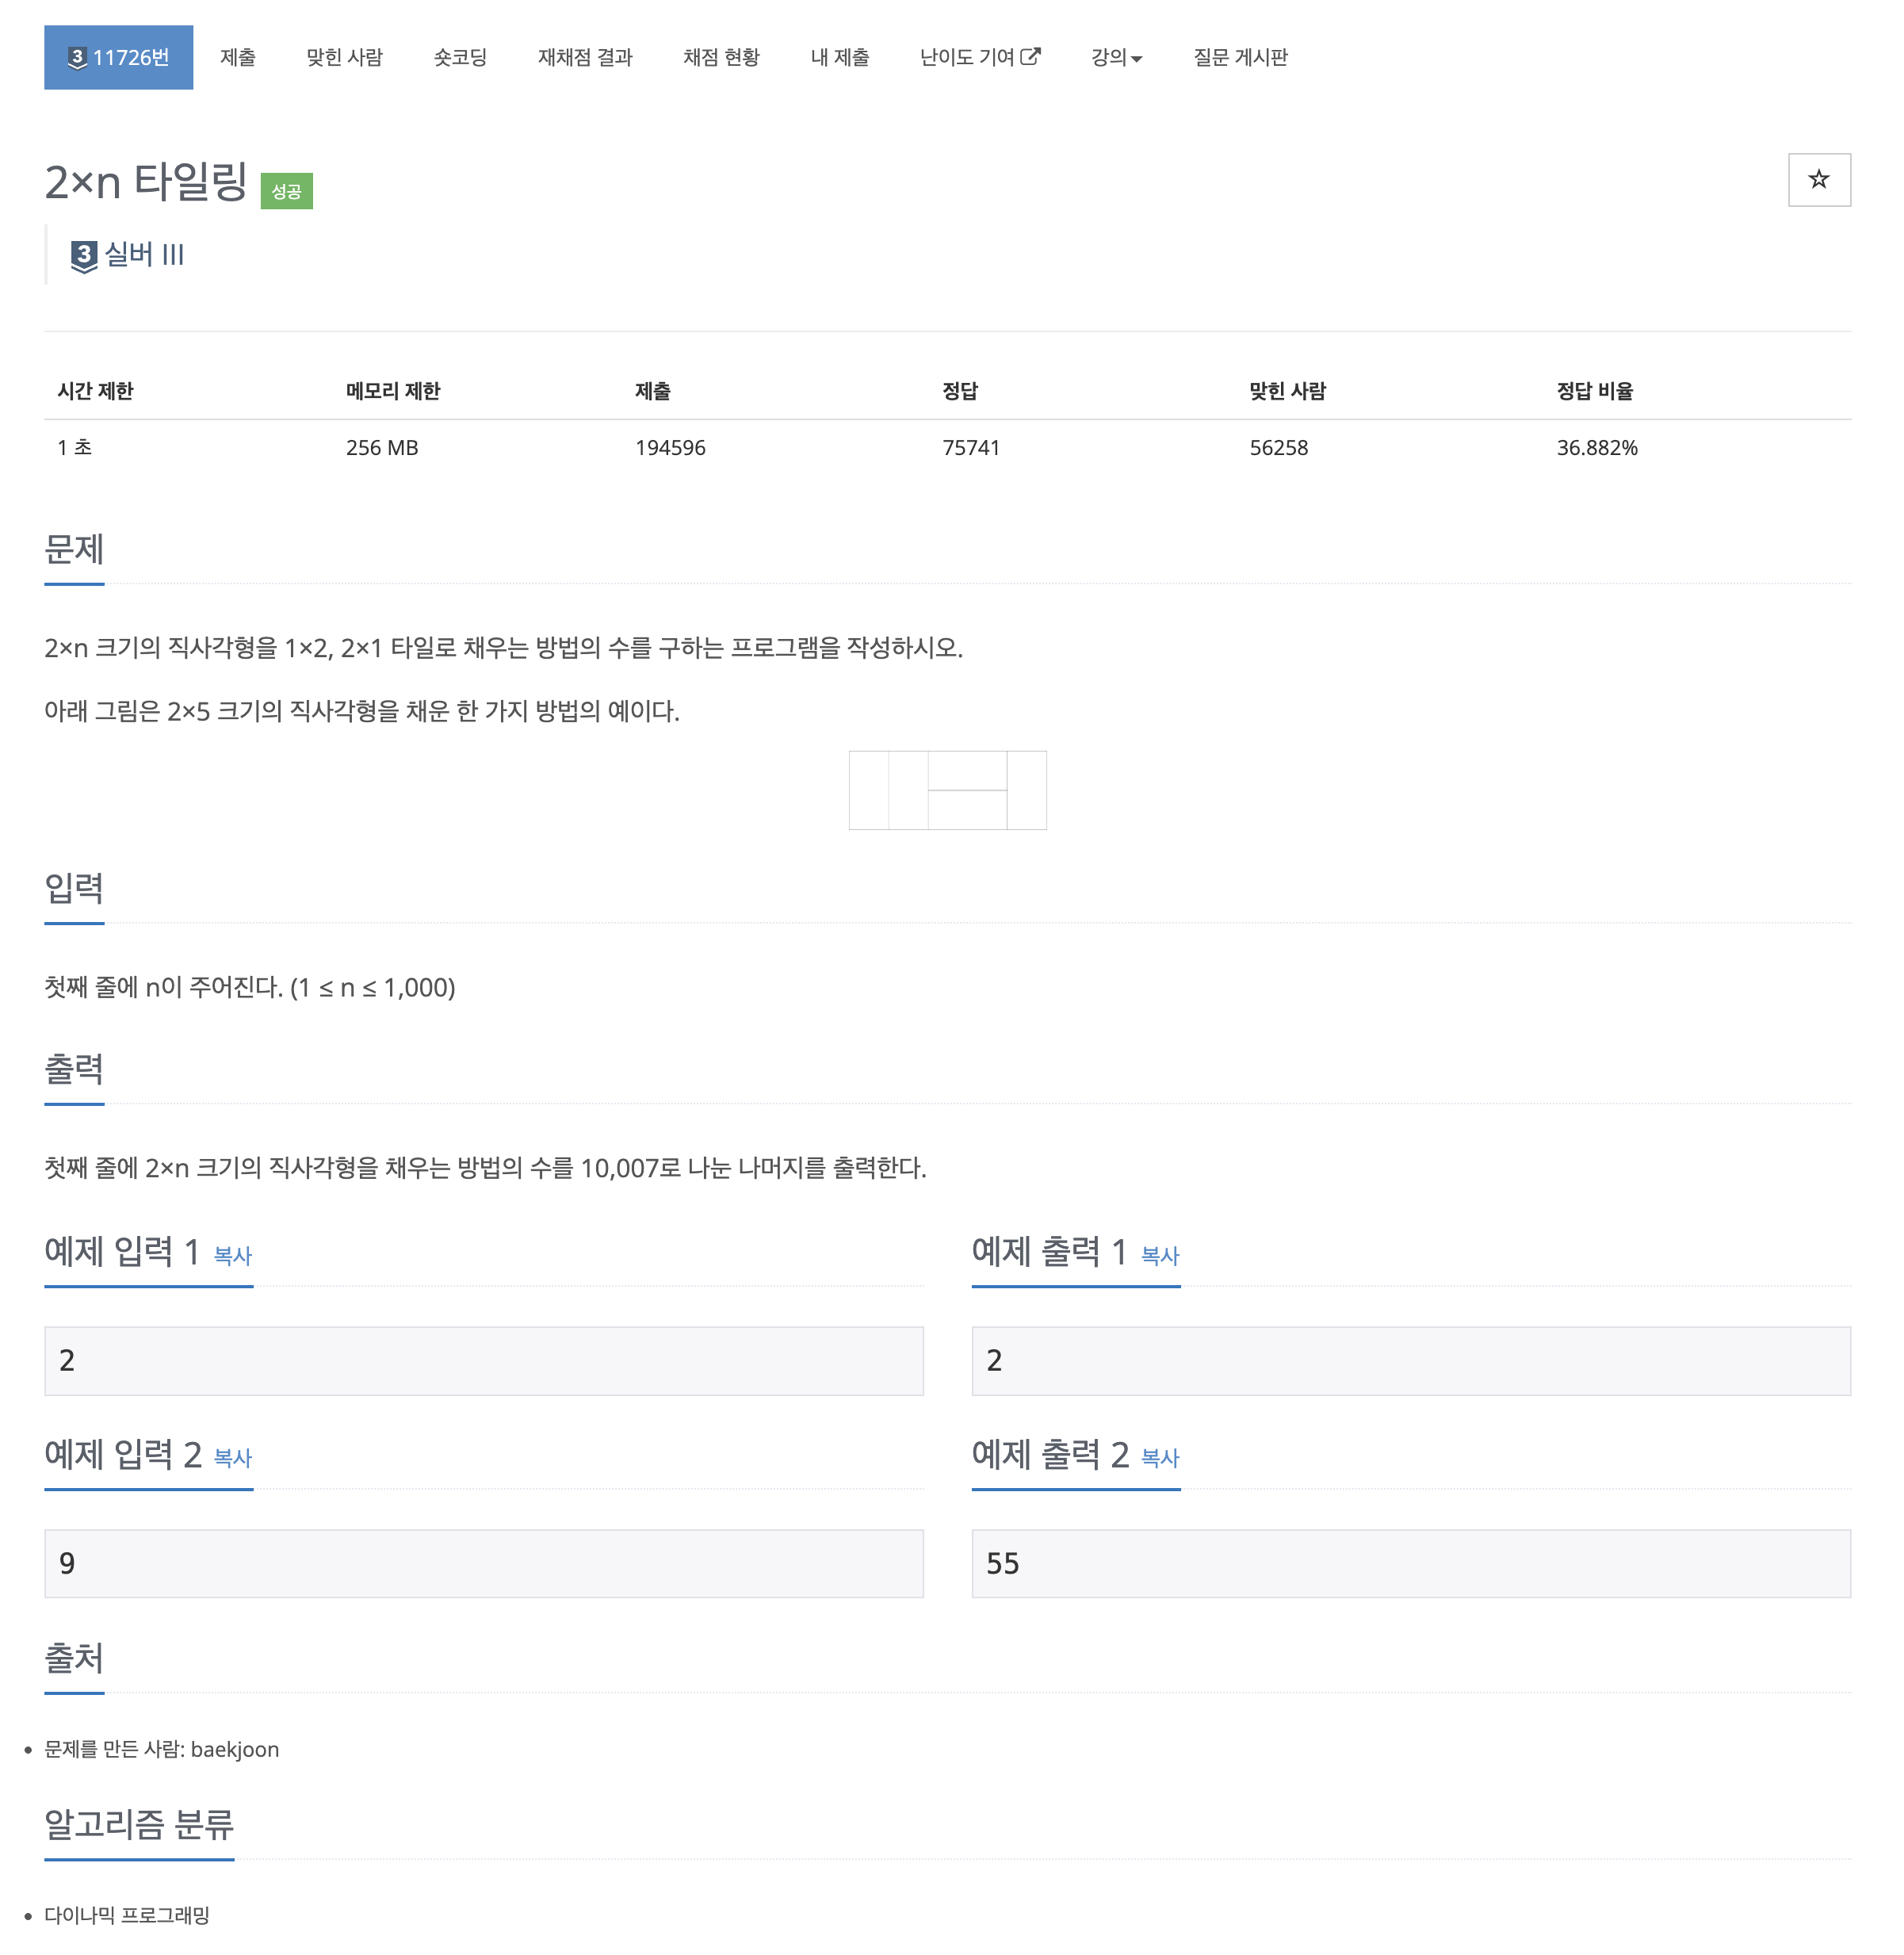 3 11726번 제출 맞힌 사람 숏코딩 재채점 결과 채점 현황 내 제출 난이도 기여 강의 질문 게시판
2×n 타일링 성공
3 실버 III
시간 제한 메모리 제한 제출 정답 맞힌 사람 정답 비율
1 초 256 MB 194596 75741 56258 36.882%
문제
2×n 크기의 직사각형을 1×2, 2×1 타일로 채우는 방법의 수를 구하는 프로그램을 작성하시오.
아래 그림은 2×5 크기의 직사각형을 채운 한 가지 방법의 예이다.
입력
첫째 줄에 n이 주어진다. (1 ≤ n ≤ 1,000)
출력
첫째 줄에 2×n 크기의 직사각형을 채우는 방법의 수를 10,007로 나눈 나머지를 출력한다.
예제 입력 1 복사 예제 출력 1 복사
2 2
예제 입력 2 복사 예제 출력 2 복사
9 55
출처
• 문제를 만든 사람: baekjoon
알고리즘 분류
• 다이나믹 프로그래밍